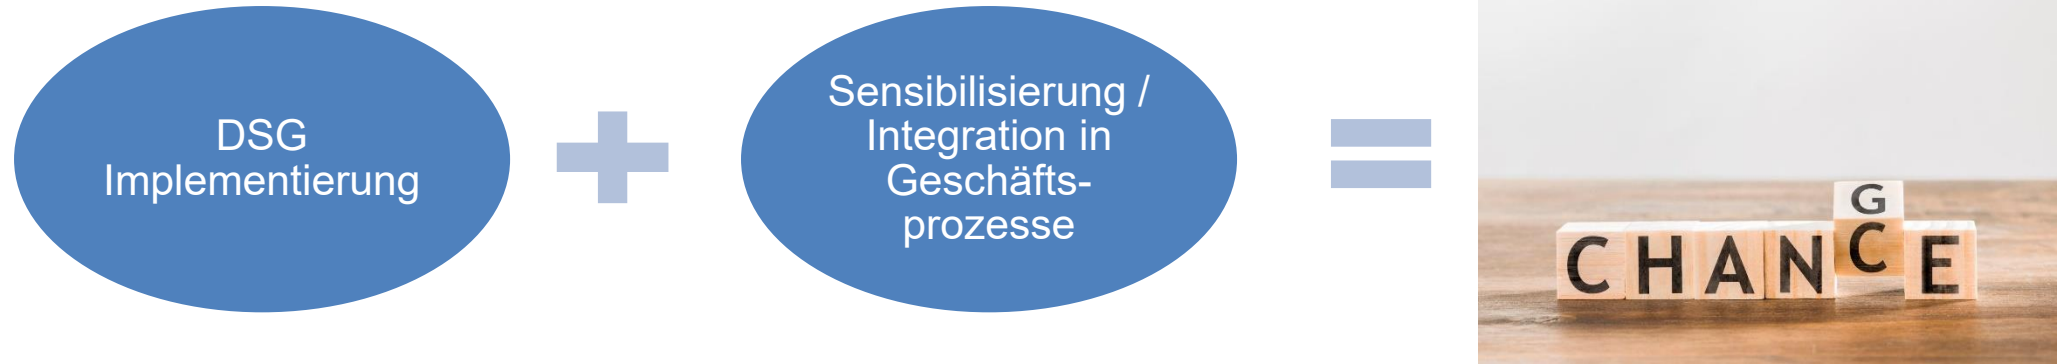 DSG
Implementierung
Sensibilisierung /
Integration in
Geschäfts-
prozesse
G
CHANCE